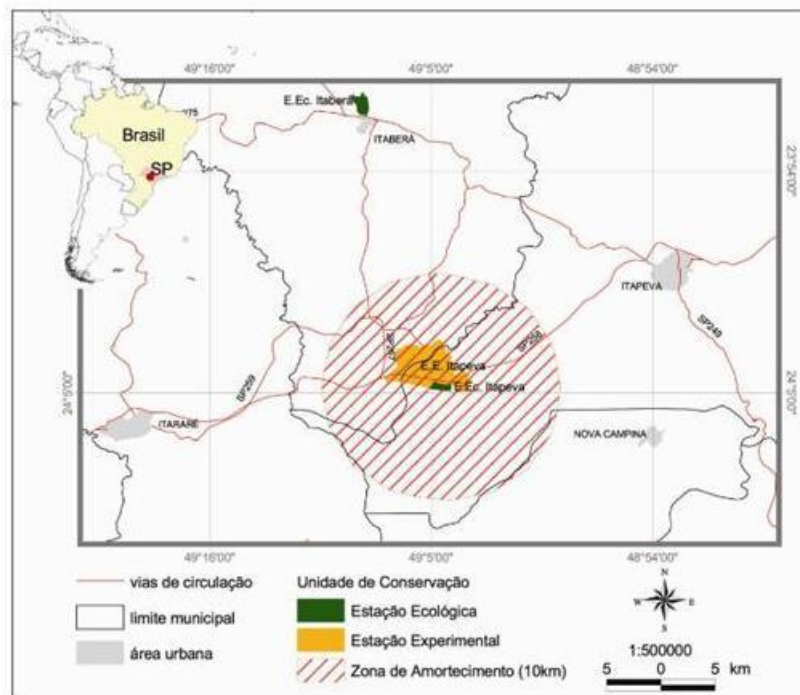 49°16'00"
49°5'00"
48°54'00"
E.Ec. Itaberá
Brasil
SP
ITABERÁ
23°54'00"
ITAPEVA
SP249
SP258
E.E. Itapeva
E.Ec. Itapeva
SP259
24°5'00"
24°5'00"
ITARARÉ
NOVA CAMPINA
49°16'00"
49°5'00"
48°54'00"
vias de circulação
limite municipal
área urbana
Unidade de Conservação
Estação Ecológica
Estação Experimental
Zona de Amortecimento (10km)
N
W
E
S
1:500000
5 0 5 km